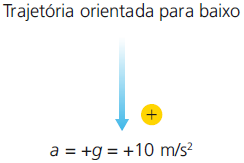 Trajetória orientada para baixo
+
a = +g = +10 m/s²